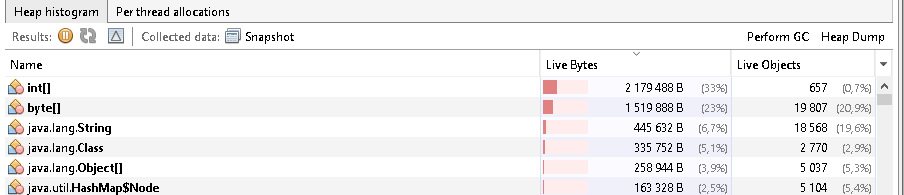 Heap histogram Per thread allocations
Results: Collected data: Snapshot Perform GC Heap Dump
Name Live Bytes Live Objects
int[] 2 179 488 B (33%) 657 (0,7%)
byte[] 1 519 888 B (23%) 19 807 (20,9%)
java.lang.String 445 632 B (6,7%) 18 568 (19,6%)
java.lang.Class 335 752 B (5,1%) 2 770 (2,9%)
java.lang.Object[] 258 944 B (3,9%) 5 037 (5,3%)
java.util.HashMap$Node 163 328 B (2,5%) 5 104 (5,4%)